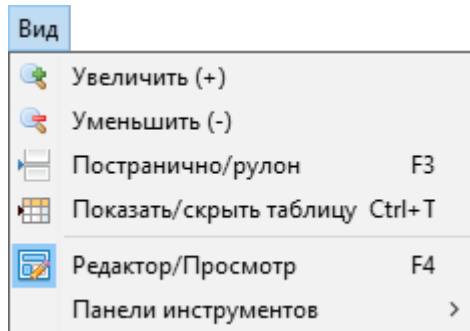 Вид
Увеличить (+)
Уменьшить (-)
Постранично/рулон F3
Показать/скрыть таблицу Ctrl+T
Редактор/Просмотр F4
Панели инструментов